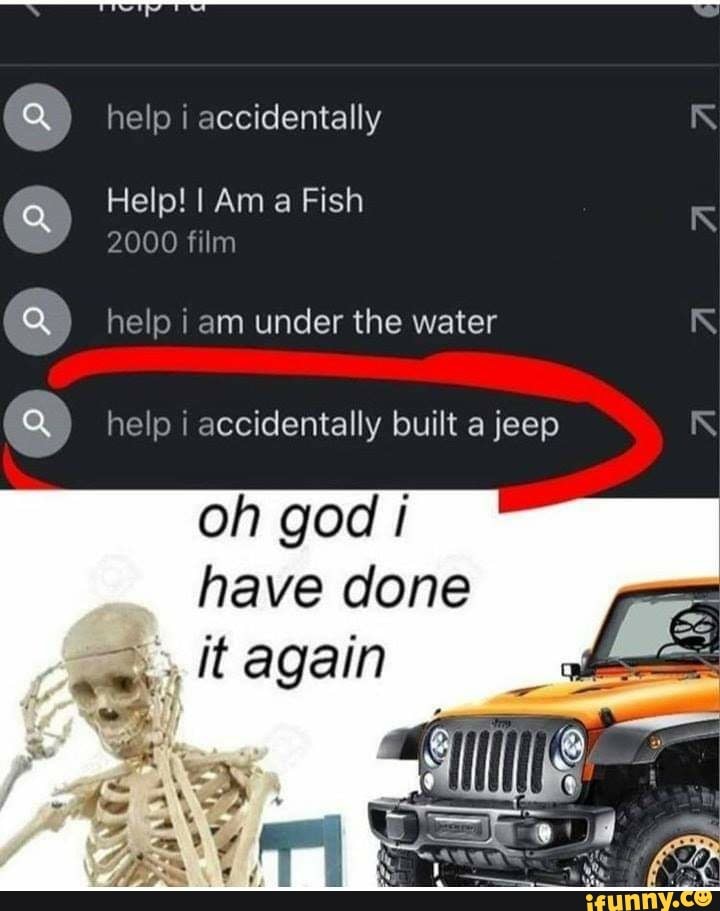 help i accidentally
Help! I Am a Fish
2000 film
help i am under the water
help i accidentally built a jeep
oh god i
have done
it again
Jeep
ifunny.co